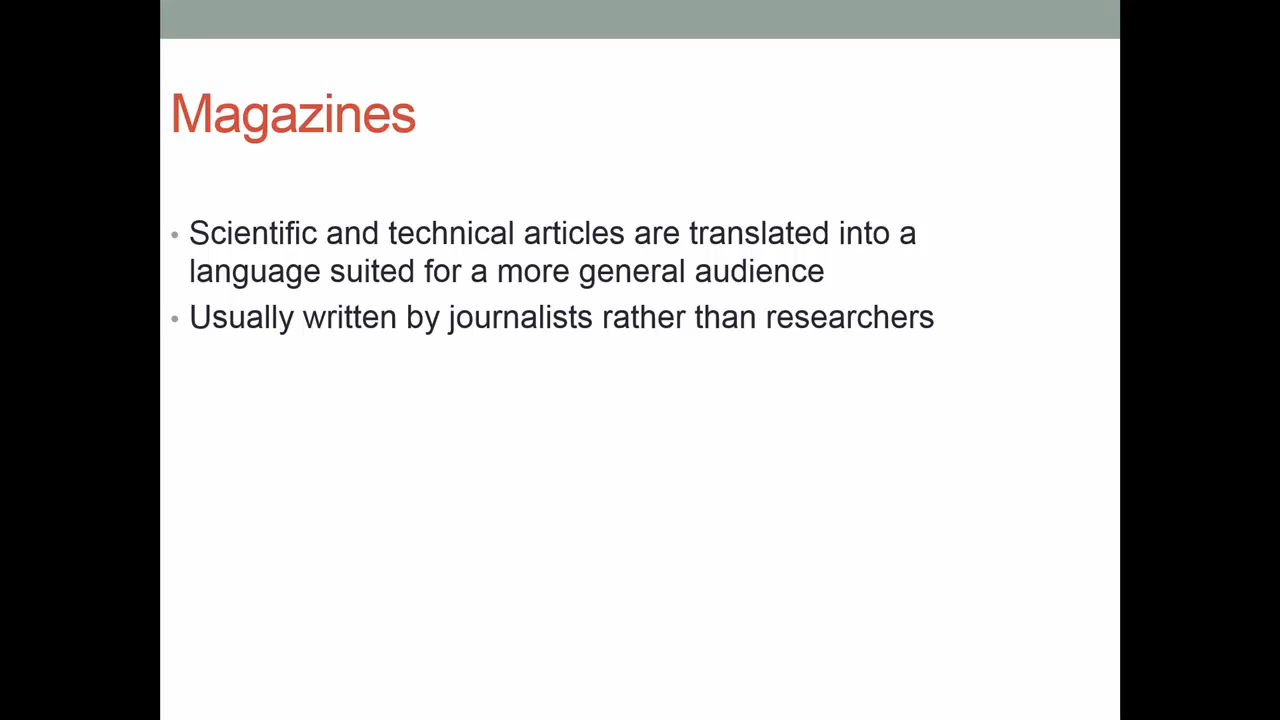 Magazines
• Scientific and technical articles are translated into a
language suited for a more general audience
• Usually written by journalists rather than researchers